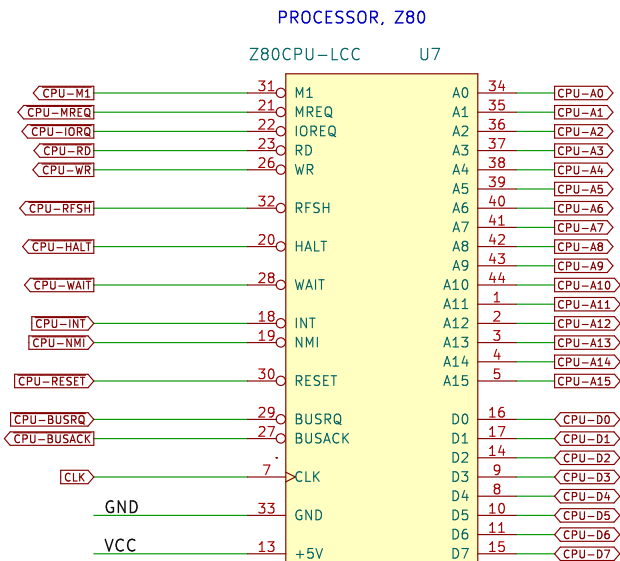 PROCESSOR, Z80
Z80CPU-LCC U7
CPU-M1 31 M1 A0 34 CPU-A0
CPU-MREQ 21 MREQ A1 35 CPU-A1
CPU-IORQ 22 IOREQ A2 36 CPU-A2
CPU-RD 23 RD A3 37 CPU-A3
CPU-WR 26 WR A4 38 CPU-A4
A5 39 CPU-A5
CPU-RFSH 32 RFSH A6 40 CPU-A6
A7 41 CPU-A7
CPU-HALT 20 HALT A8 42 CPU-A8
A9 43 CPU-A9
CPU-WAIT 28 WAIT A10 44 CPU-A10
A11 1 CPU-A11
CPU-INT 18 INT A12 2 CPU-A12
CPU-NMI 19 NMI A13 3 CPU-A13
A14 4 CPU-A14
CPU-RESET 30 RESET A15 5 CPU-A15
CPU-BUSRQ 29 BUSRQ D0 16 CPU-D0
CPU-BUSACK 27 BUSACK D1 17 CPU-D1
D2 14 CPU-D2
CLK 7 CLK D3 9 CPU-D3
D4 8 CPU-D4
GND 33 GND D5 10 CPU-D5
D6 11 CPU-D6
VCC 13 +5V D7 15 CPU-D7